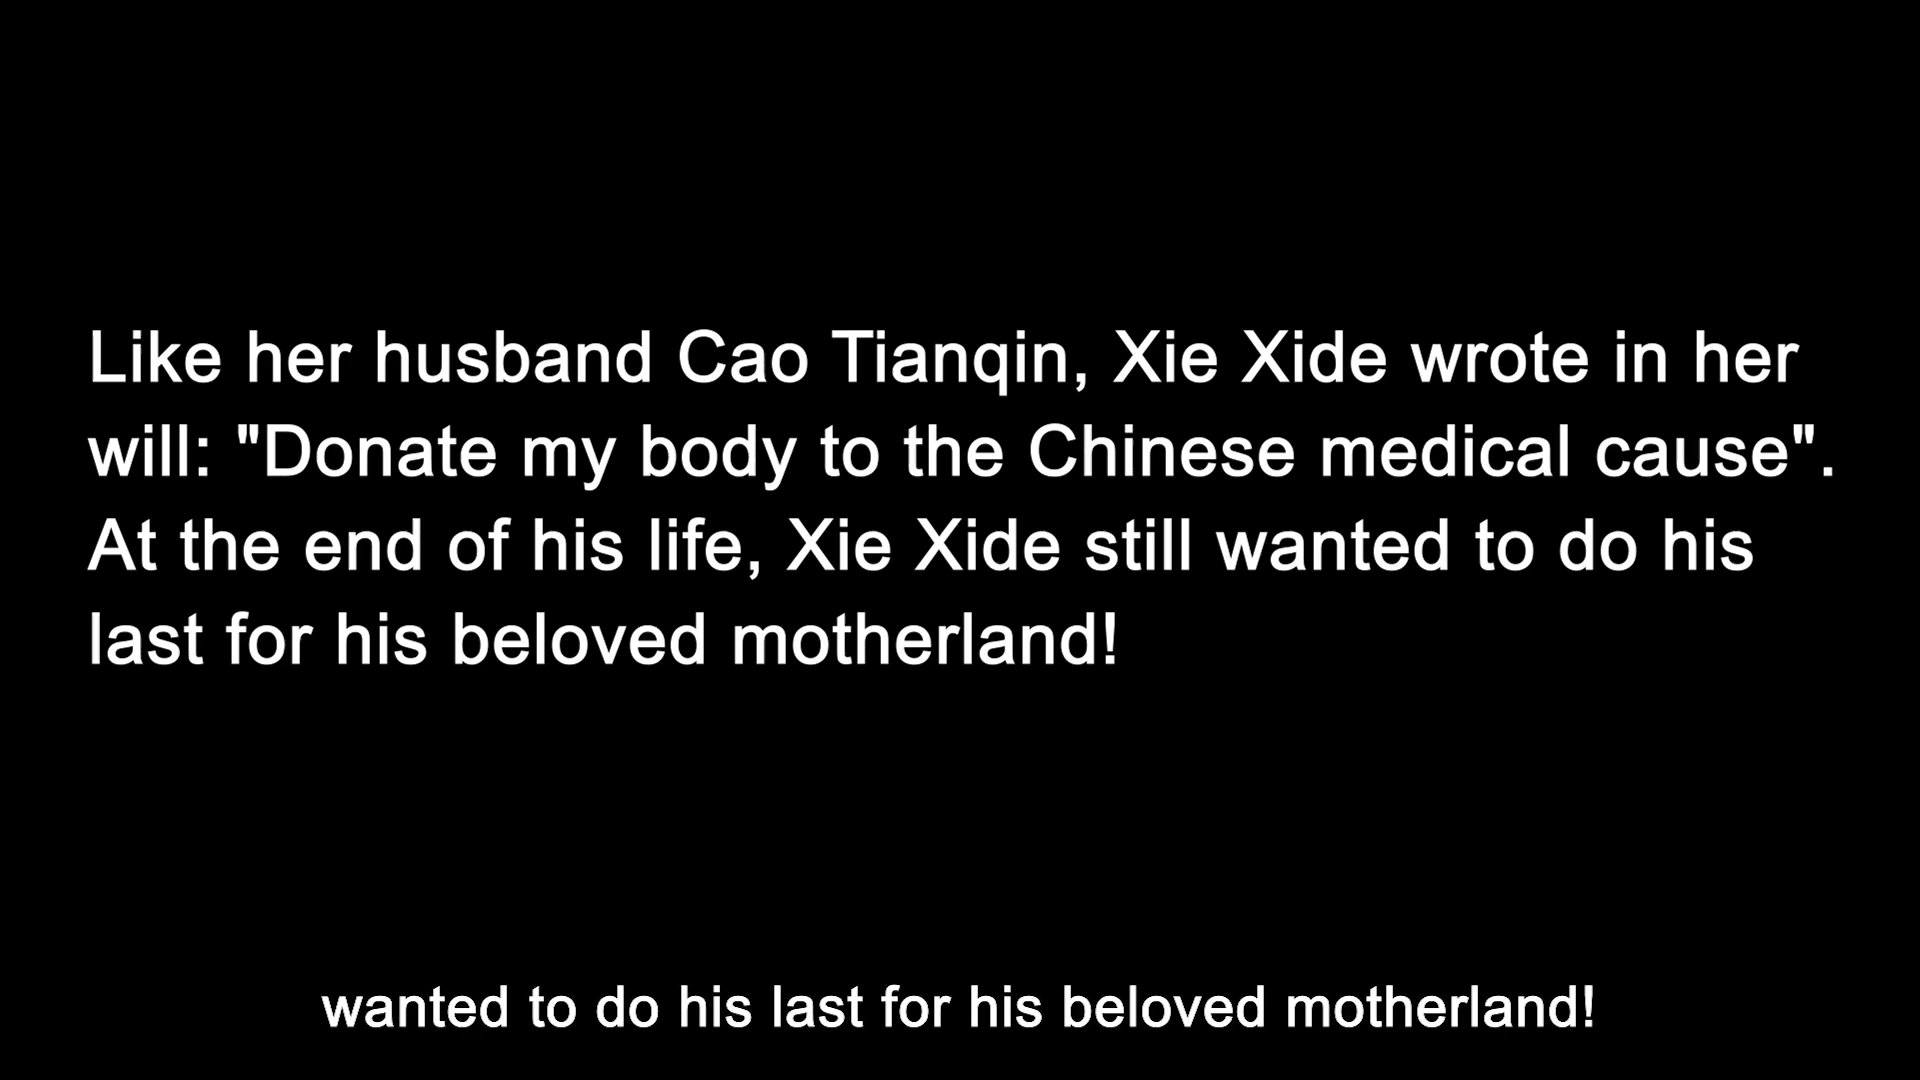 Like her husband Cao Tianqin, Xie Xide wrote in her
will: "Donate my body to the Chinese medical cause".
At the end of his life, Xie Xide still wanted to do his
last for his beloved motherland!
wanted to do his last for his beloved motherland!